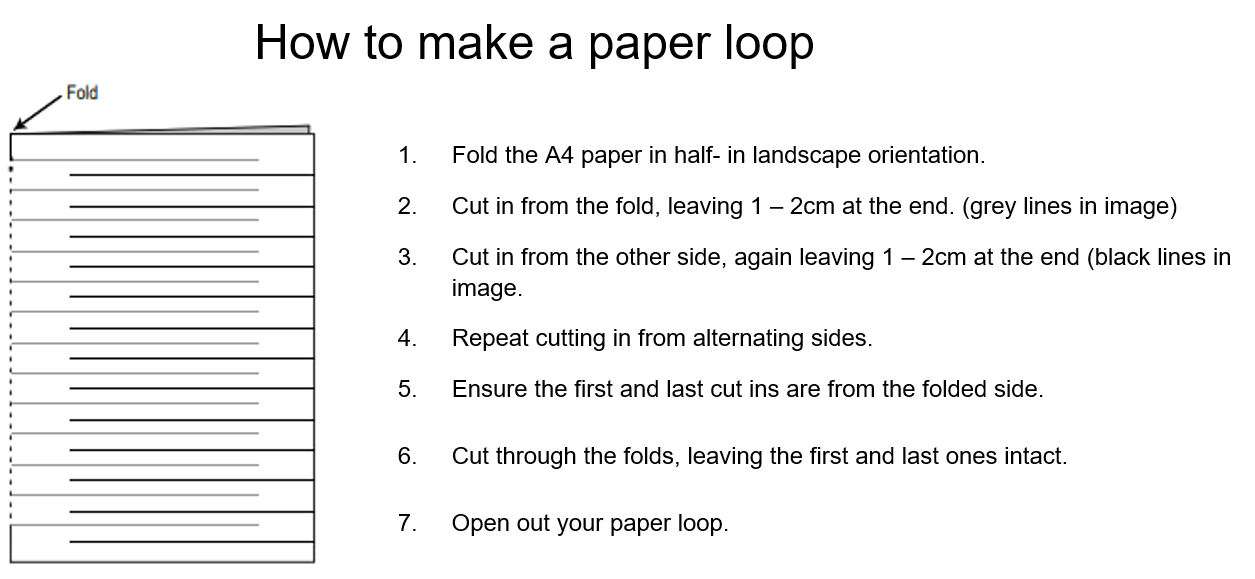 How to make a paper loop
Fold
1. Fold the A4 paper in half- in landscape orientation.
2. Cut in from the fold, leaving 1 – 2cm at the end. (grey lines in image)
3. Cut in from the other side, again leaving 1 – 2cm at the end (black lines in
image.
4. Repeat cutting in from alternating sides.
5. Ensure the first and last cut ins are from the folded side.
6. Cut through the folds, leaving the first and last ones intact.
7. Open out your paper loop.